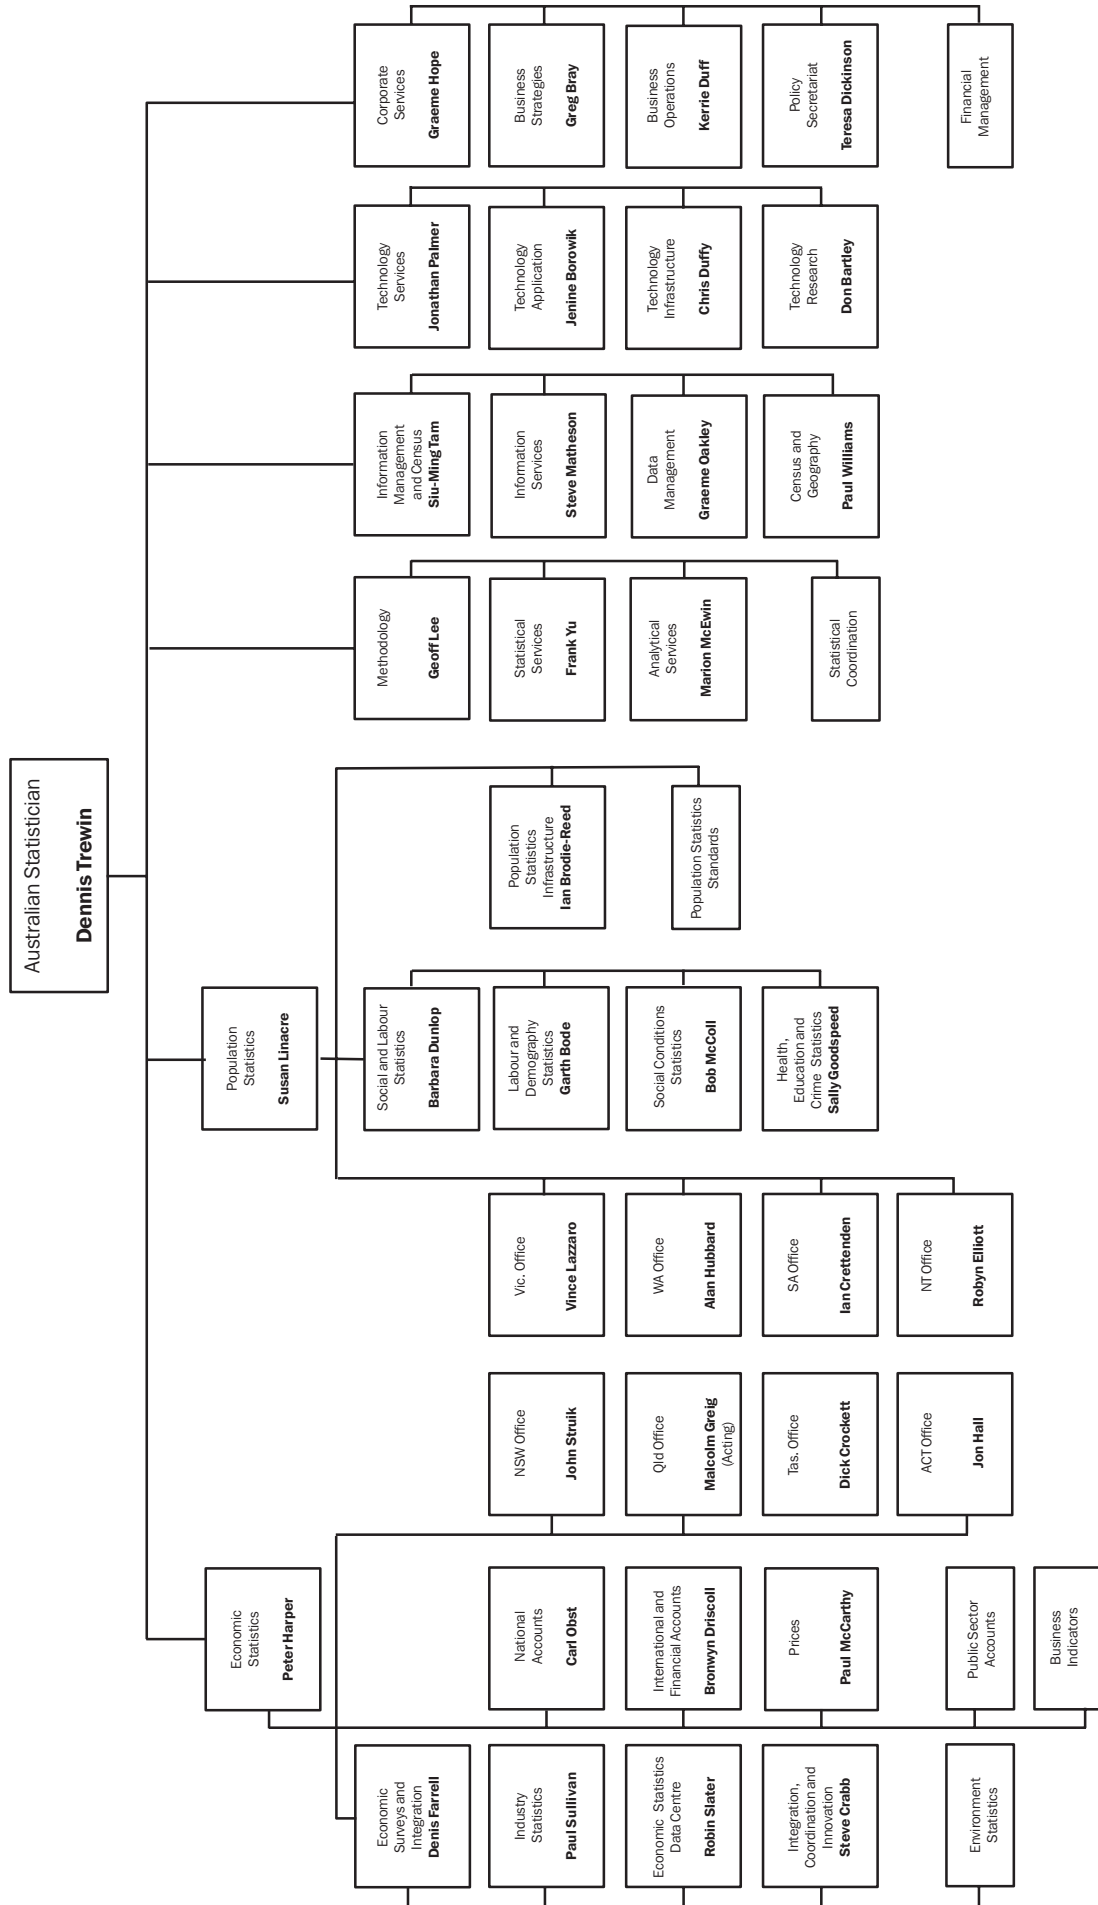 Australian Statistician
Dennis Trewin
Economic
Statistics
Peter Harper
Population
Statistics
Susan Linacre
Economic
Surveys and
Integration
Denis Farrell
Industry
Statistics
Paul Sullivan
Economic Statistics
Data Centre
Robin Slater
Integration,
Coordination and
Innovation
Steve Crabb
Environment
Statistics
National
Accounts
Carl Obst
International and
Financial Accounts
Bronwyn Driscoll
Prices
Paul McCarthy
Public Sector
Accounts
Business
Indicators
NSW Office
John Struik
Qld Office
Malcolm Greig
(Acting)
Tas. Office
Dick Crockett
ACT Office
Jon Hall
Vic. Office
Vince Lazzaro
WA Office
Alan Hubbard
SA Office
Ian Crettenden
NT Office
Robyn Elliott
Social and Labour
Statistics
Barbara Dunlop
Labour and
Demography
Statistics
Garth Bode
Social Conditions
Statistics
Bob McColl
Health,
Education and
Crime Statistics
Sally Goodspeed
Population
Statistics
Infrastructure
Ian Brodie-Reed
Population Statistics
Standards
Methodology
Geoff Lee
Statistical
Services
Frank Yu
Analytical
Services
Marion McEwin
Statistical
Coordination
Information
Management
and Census
Siu-Ming Tam
Information
Services
Steve Matheson
Data
Management
Graeme Oakley
Census and
Geography
Paul Williams
Technology
Services
Jonathan Palmer
Technology
Application
Jenine Borowik
Technology
Infrastructure
Chris Duffy
Technology
Research
Don Bartley
Corporate
Services
Graeme Hope
Business
Strategies
Greg Bray
Business
Operations
Kerrie Duff
Policy
Secretariat
Teresa Dickinson
Financial
Management